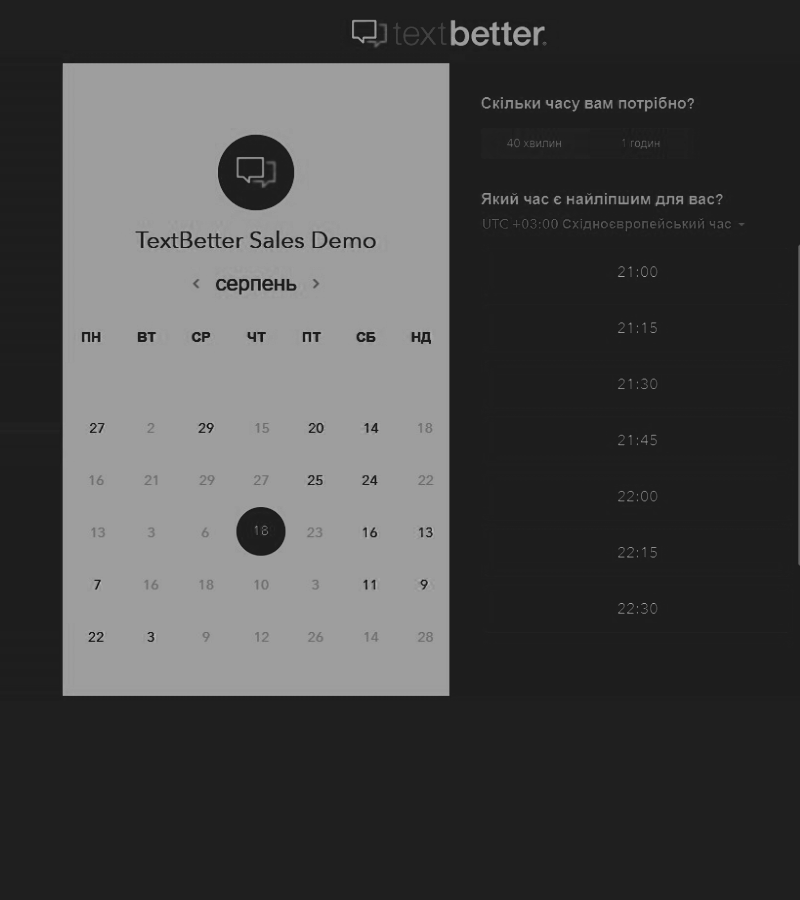 textbetter.
TextBetter Sales Demo
серпень
ПН ВТ СР ЧТ ПТ СБ НД
27 2 29 15 20 14 18
16 21 29 27 25 24 22
13 3 6 18 23 16 13
7 16 18 10 3 11 9
22 3 9 12 26 14 28
Скільки часу вам потрібно?
40 хвилин 1 годин
Який час є найліпшим для вас?
UTC +03:00 Східноєвропейський час
21:00
21:15
21:30
21:45
22:00
22:15
22:30